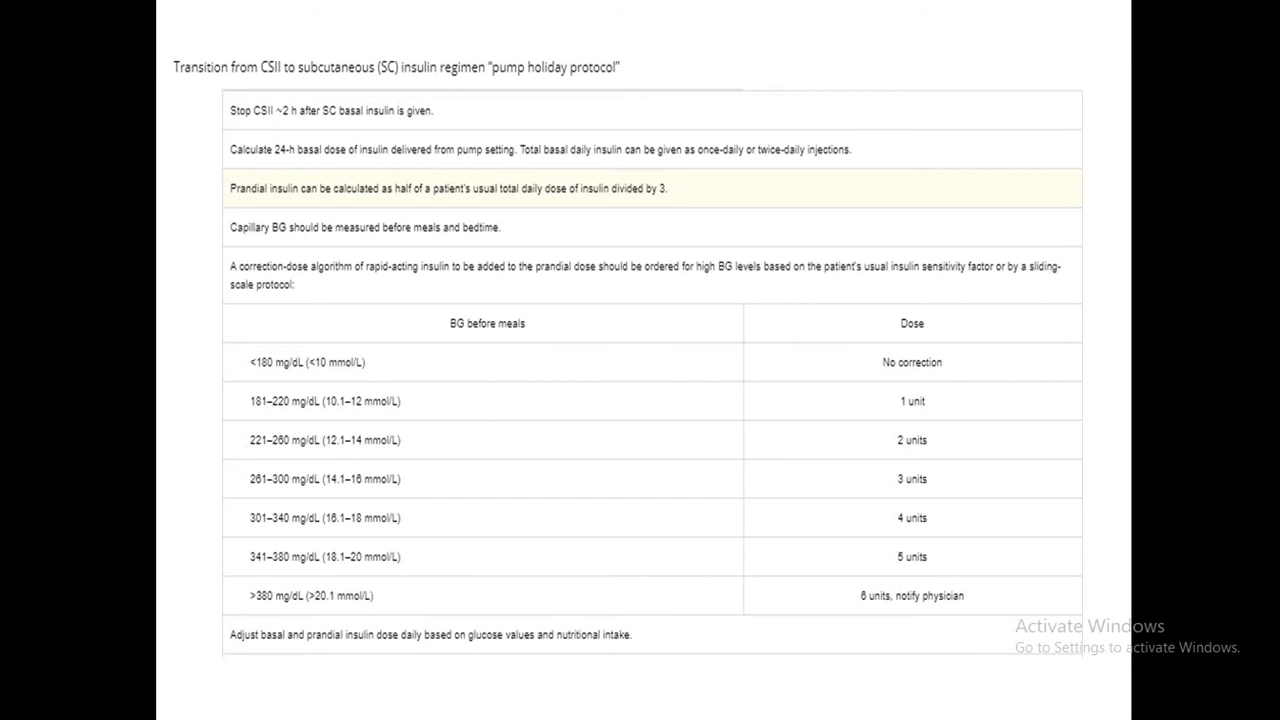 Transition from CSII to subcutaneous (SC) insulin regimen “pump holiday protocol”
Stop CSII ~2 h after SC basal insulin is given.
Calculate 24-h basal dose of insulin delivered from pump setting. Total basal daily insulin can be given as once-daily or twice-daily injections.
Prandial insulin can be calculated as half of a patient's usual total daily dose of insulin divided by 3.
Capillary BG should be measured before meals and bedtime.
A correction-dose algorithm of rapid-acting insulin to be added to the prandial dose should be ordered for high BG levels based on the patient's usual insulin sensitivity factor or by a sliding-
scale protocol:
BG before meals Dose
<180 mg/dL (<10 mmol/L) No correction
181–220 mg/dL (10.1–12 mmol/L) 1 unit
221–260 mg/dL (12.1–14 mmol/L) 2 units
261–300 mg/dL (14.1–16 mmol/L) 3 units
301–340 mg/dL (16.1–18 mmol/L) 4 units
341–380 mg/dL (18.1–20 mmol/L) 5 units
>380 mg/dL (>20.1 mmol/L) 6 units, notify physician
Adjust basal and prandial insulin dose daily based on glucose values and nutritional intake.
Activate Windows
Go to Settings to activate Windows.